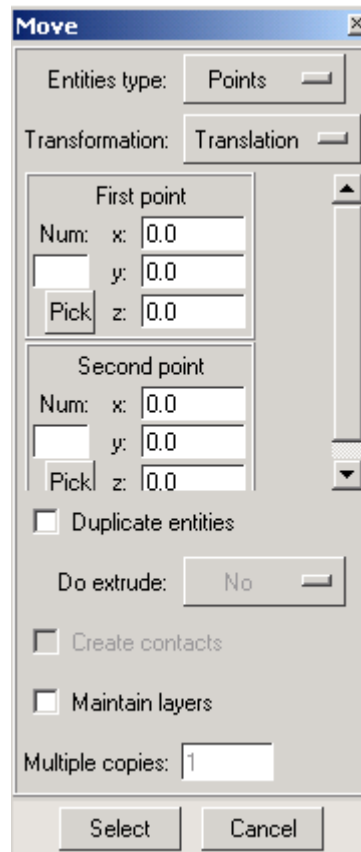 Move
Entities type: Points
Transformation: Translation
First point
Num: x: 0.0
y: 0.0
Pick z: 0.0
Second point
Num: x: 0.0
y: 0.0
Pick z: 0.0
Duplicate entities
Do extrude: No
Create contacts
Maintain layers
Multiple copies: 1
Select Cancel